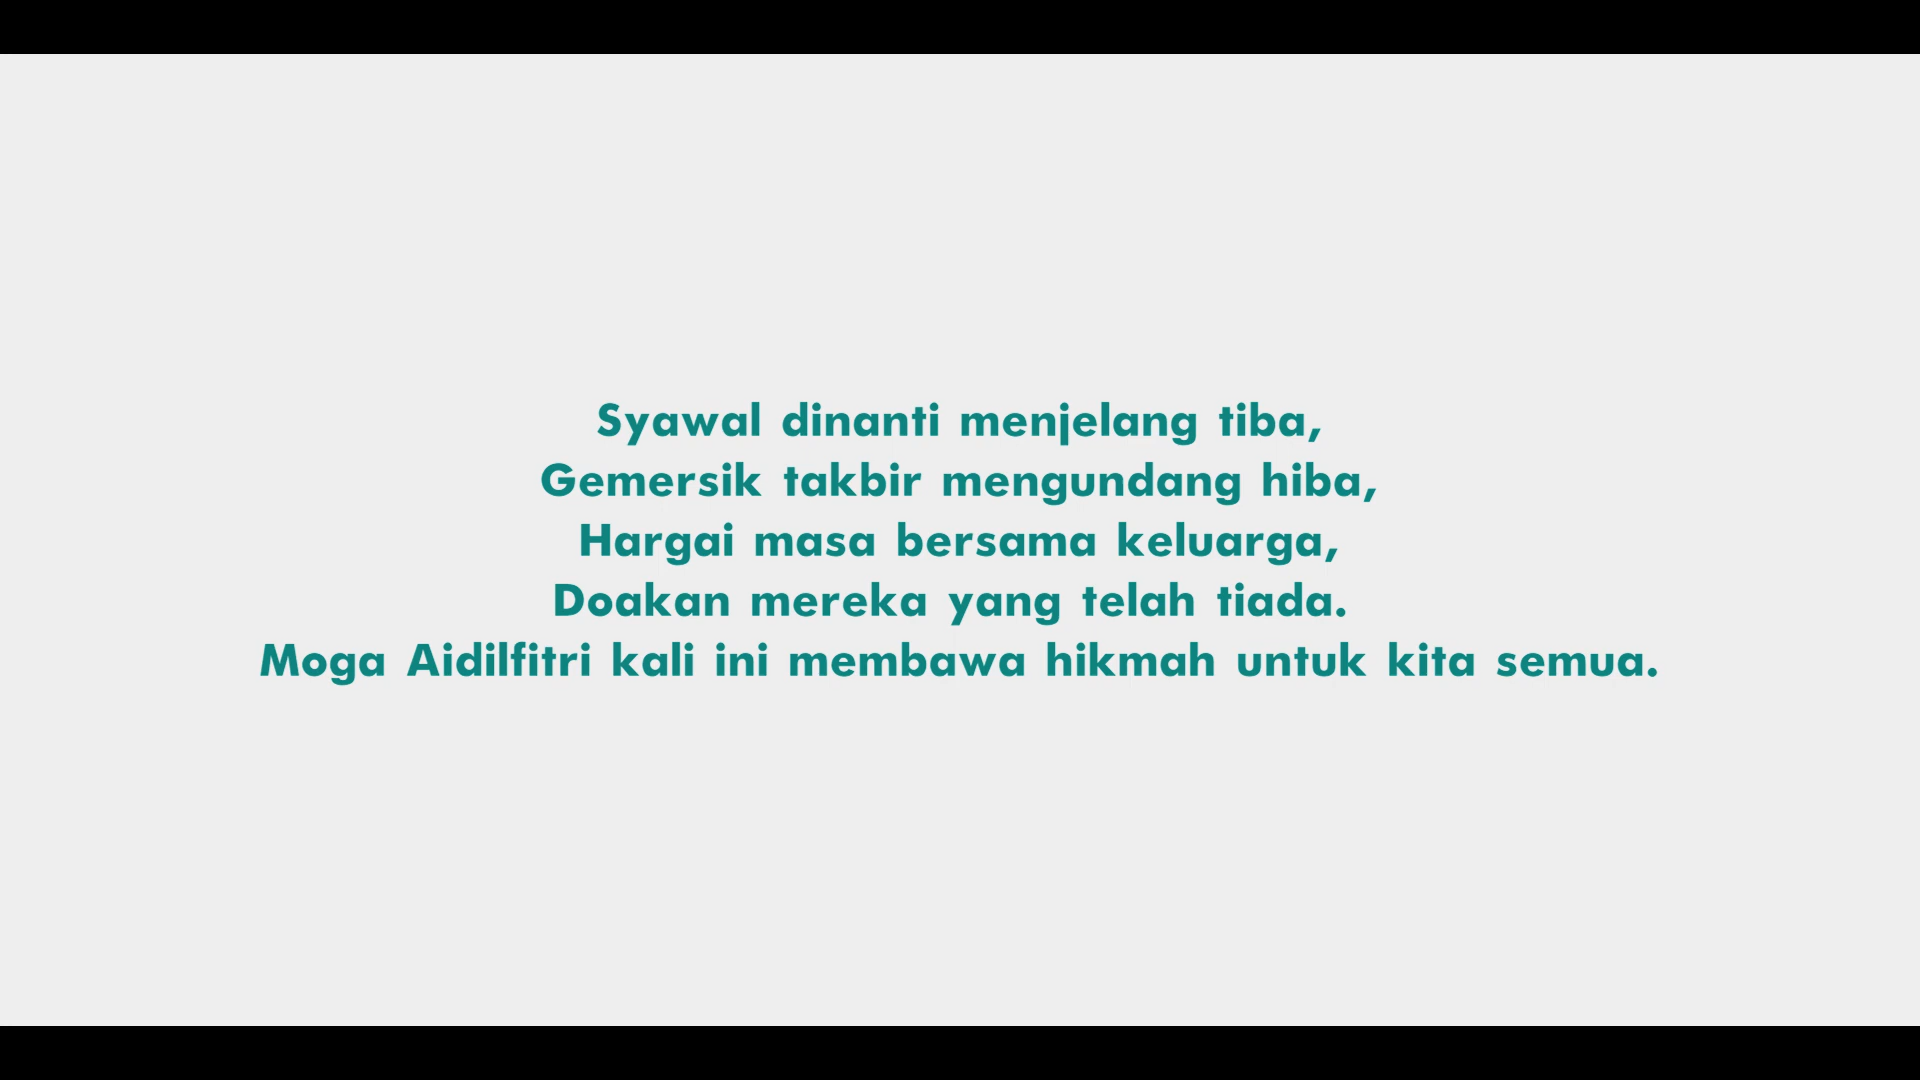 Syawal dinanti menjelang tiba,
Gemersik takbir mengundang hiba,
Hargai masa bersama keluarga,
Doakan mereka yang telah tiada.
Moga Aidilfitri kali ini membawa hikmah untuk kita semua.